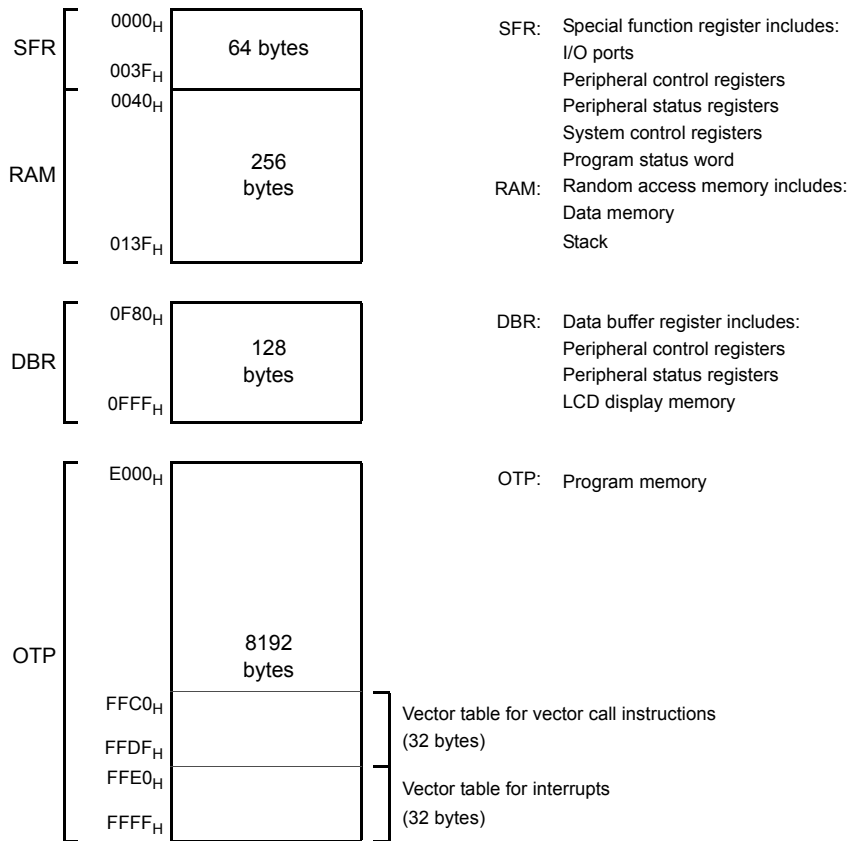 0000H
SFR
64 bytes
003FH
0040H
RAM
256
bytes
013FH
SFR: Special function register includes:
I/O ports
Peripheral control registers
Peripheral status registers
System control registers
Program status word
RAM: Random access memory includes:
Data memory
Stack
0F80H
DBR
128
bytes
0FFFH
DBR: Data buffer register includes:
Peripheral control registers
Peripheral status registers
LCD display memory
E000H
OTP: Program memory
OTP
8192
bytes
FFC0H
Vector table for vector call instructions
(32 bytes)
FFDFH
FFE0H
Vector table for interrupts
(32 bytes)
FFFFH